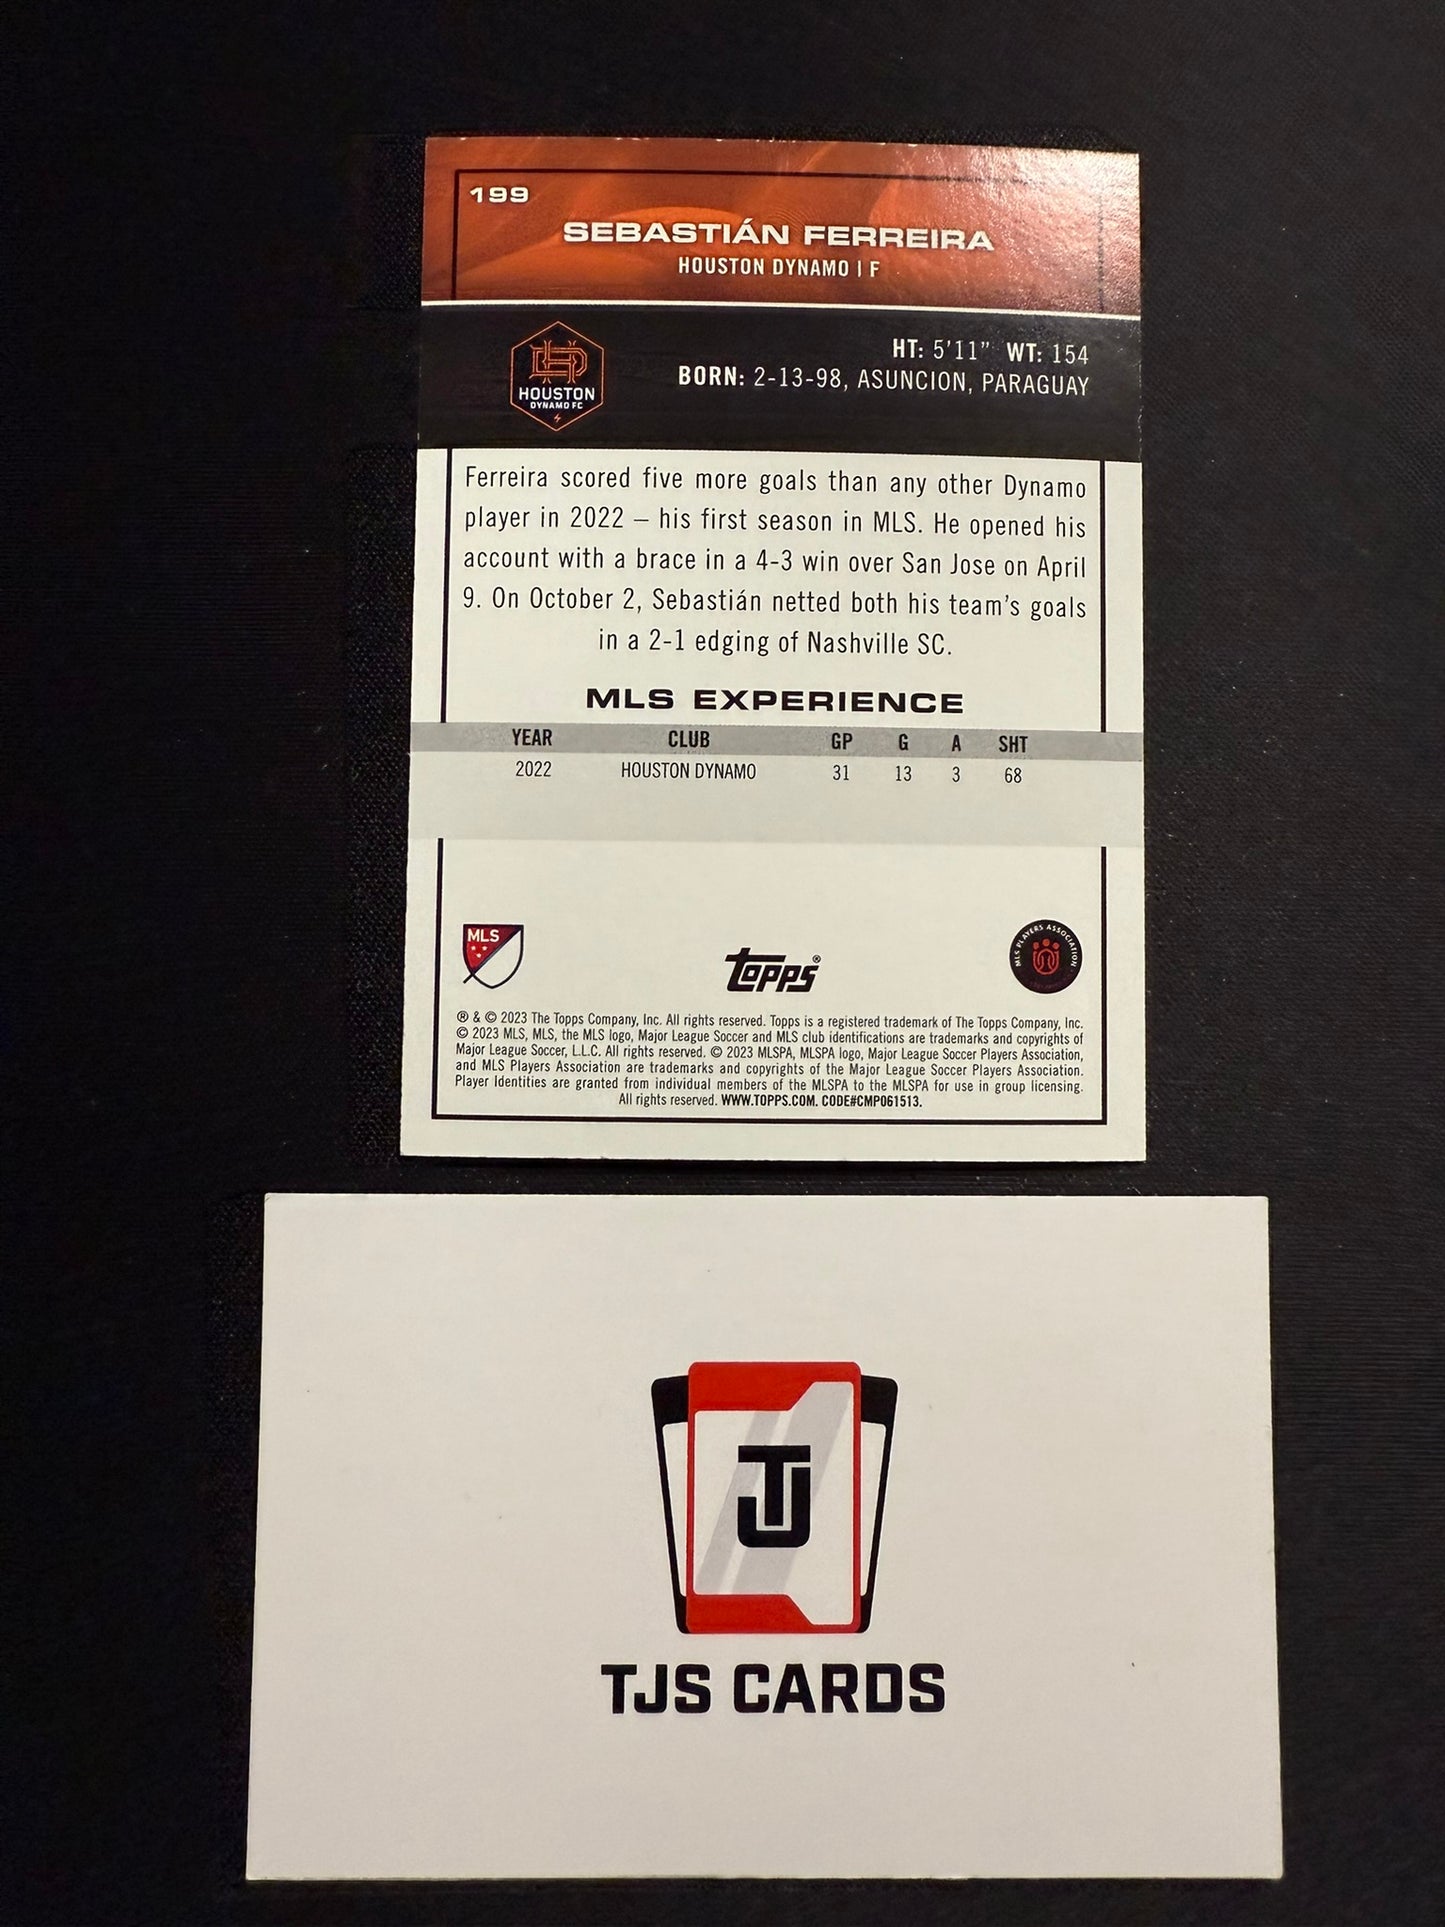 199
SEBASTIÁN FERREIRA
HOUSTON DYNAMO | F
HD
HOUSTON
DYNAMO FC
HT: 5'11" WT: 154
BORN: 2-13-98, ASUNCION, PARAGUAY
Ferreira scored five more goals than any other Dynamo
player in 2022 – his first season in MLS. He opened his
account with a brace in a 4-3 win over San Jose on April
9. On October 2, Sebastián netted both his team's goals
in a 2-1 edging of Nashville SC.
MLS EXPERIENCE
YEAR CLUB GP G A SHT
2022 HOUSTON DYNAMO 31 13 3 68
MLS
Topps®
MLS PLAYERS ASSOCIATION
® & © 2023 The Topps Company, Inc. All rights reserved. Topps is a registered trademark of The Topps Company, Inc.
© 2023 MLS, MLS, the MLS logo, Major League Soccer and MLS club identifications are trademarks and copyrights of
Major League Soccer, L.L.C. All rights reserved. © 2023 MLSPA, MLSPA logo, Major League Soccer Players Association,
and MLS Players Association are trademarks and copyrights of the Major League Soccer Players Association.
Player Identities are granted from individual members of the MLSPA to the MLSPA for use in group licensing.
All rights reserved. WWW.TOPPS.COM. CODE#CMP061513.
TJ
TJS CARDS